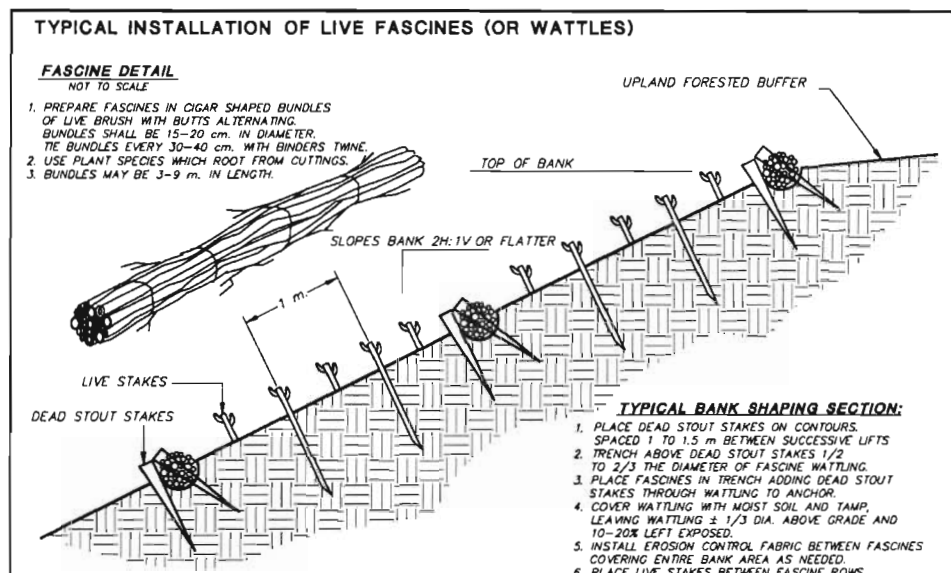 TYPICAL INSTALLATION OF LIVE FASCINES (OR WATTLES)
FASCINE DETAIL
NOT TO SCALE
1. PREPARE FASCINES IN CIGAR SHAPED BUNDLES
OF LIVE BRUSH WITH BUTTS ALTERNATING.
BUNDLES SHALL BE 15-20 cm. IN DIAMETER.
TIE BUNDLES EVERY 30-40 cm. WITH BINDERS TWINE.
2. USE PLANT SPECIES WHICH ROOT FROM CUTTINGS.
3. BUNDLES MAY BE 3-9 m. IN LENGTH.
UPLAND FORESTED BUFFER
TOP OF BANK
SLOPES BANK 2H:1V OR FLATTER
1 m.
LIVE STAKES
DEAD STOUT STAKES
TYPICAL BANK SHAPING SECTION:
1. PLACE DEAD STOUT STAKES ON CONTOURS.
SPACED 1 TO 1.5 m BETWEEN SUCCESSIVE LIFTS
2. TRENCH ABOVE DEAD STOUT STAKES 1/2
TO 2/3 THE DIAMETER OF FASCINE WATTLING.
3. PLACE FASCINES IN TRENCH ADDING DEAD STOUT
STAKES THROUGH WATTLING TO ANCHOR.
4. COVER WATTLING WITH MOIST SOIL AND TAMP,
LEAVING WATTLING ± 1/3 DIA. ABOVE GRADE AND
10-20% LEFT EXPOSED.
5. INSTALL EROSION CONTROL FABRIC BETWEEN FASCINES
COVERING ENTIRE BANK AREA AS NEEDED.
6. PLACE LIVE STAKES BETWEEN FASCINE ROWS